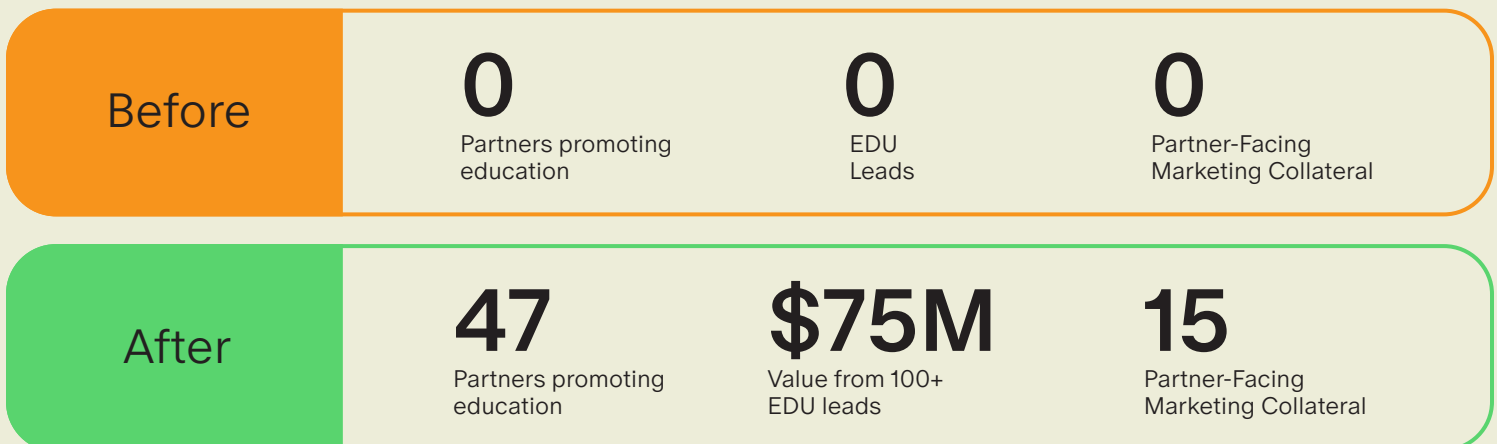 Before
0
Partners promoting
education
0
EDU
Leads
0
Partner-Facing
Marketing Collateral
After
47
Partners promoting
education
$75M
Value from 100+
EDU leads
15
Partner-Facing
Marketing Collateral